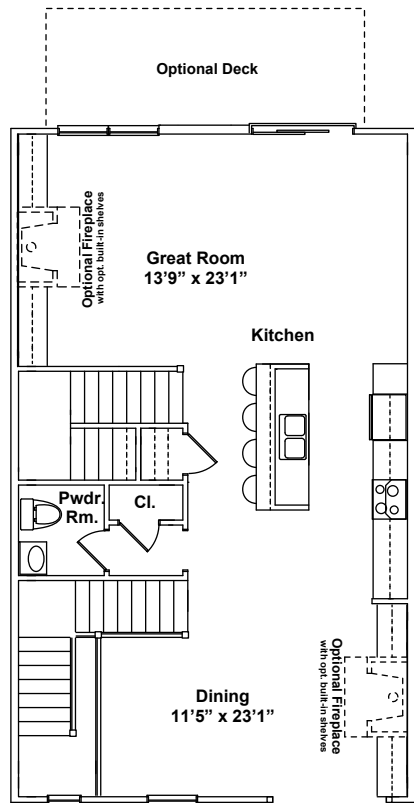 Optional Deck
Optional Fireplace
with opt. built-in shelves
Great Room
13’9” x 23’1”
Kitchen
Pwdr.
Rm.
Cl.
Optional Fireplace
with opt. built-in shelves
Dining
11’5” x 23’1”